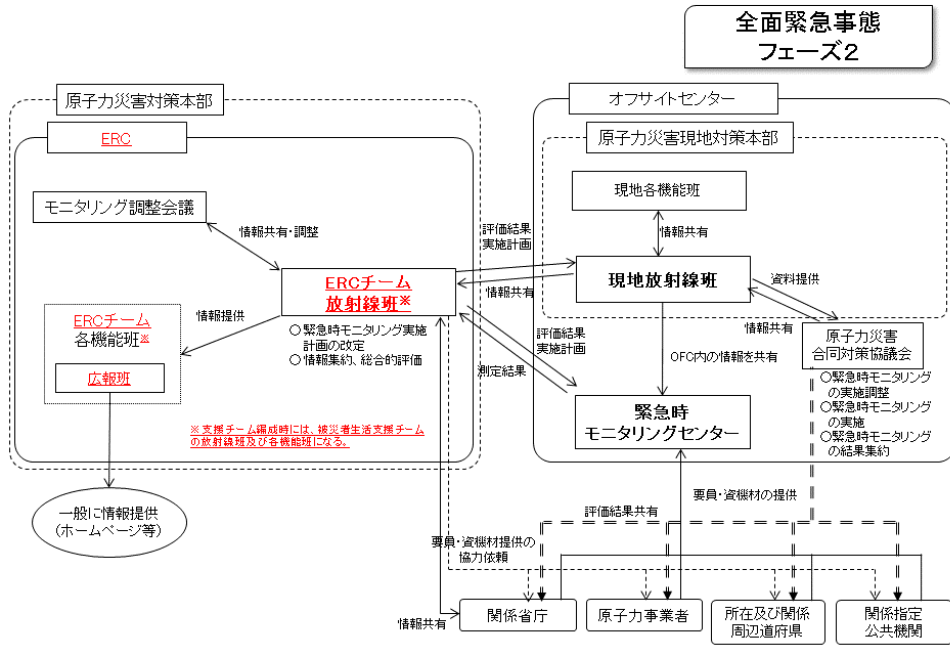 全面緊急事態
フェーズ2
原子力災害対策本部
ERC
モニタリング調整会議
情報共有・調整
ERCチーム
放射線班※
○緊急時モニタリング実施
計画の改定
○情報集約、総合的評価
情報提供
ERCチーム
各機能班※
広報班
※支援チーム編成時には、被災者生活支援チーム
の放射線班及び各機能班になる。
一般に情報提供
(ホームページ等)
評価結果
実施計画
情報共有
評価結果
実施計画
測定結果
オフサイトセンター
原子力災害現地対策本部
現地各機能班
情報共有
現地放射線班
資料提供
情報共有
原子力災害
合同対策協議会
○緊急時モニタリング
の実施調整
○緊急時モニタリング
の実施
○緊急時モニタリング
の結果集約
OFC内の情報を共有
緊急時
モニタリングセンター
要員・資機材の提供
評価結果共有
要員・資機材提供の
協力依頼
情報共有
関係省庁
原子力事業者
所在及び関係
周辺道府県
関係指定
公共機関